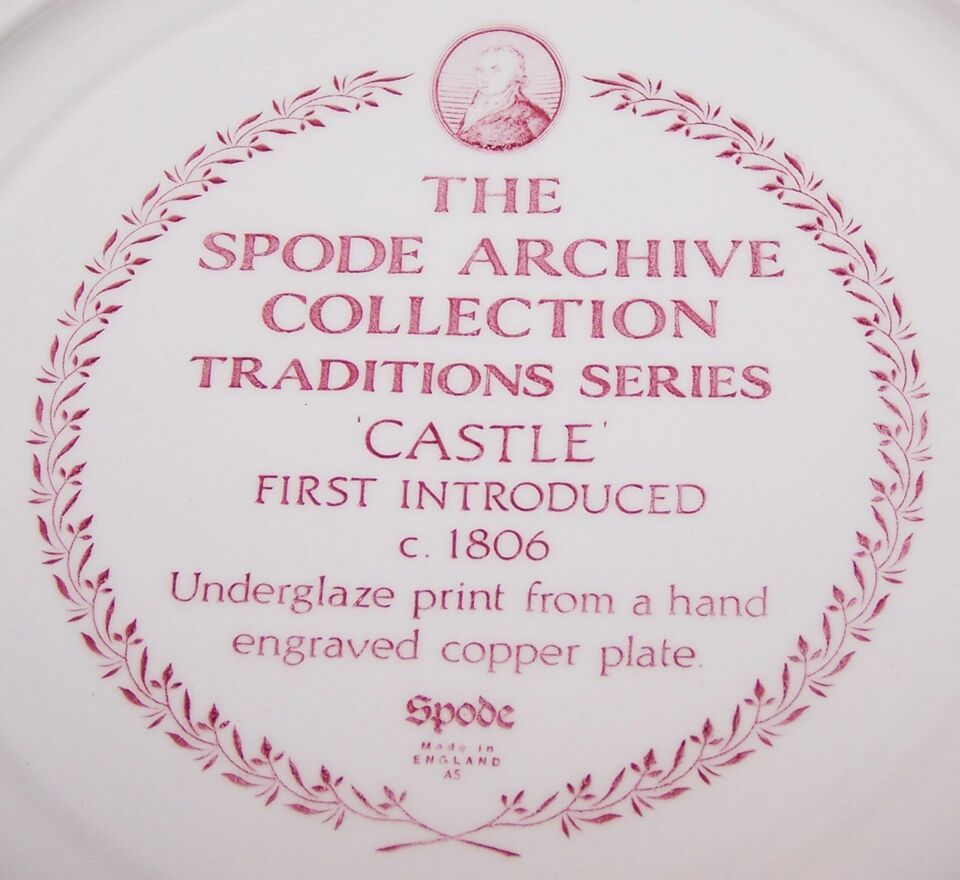 THE
SPODE ARCHIVE
COLLECTION
TRADITIONS SERIES
'CASTLE'
FIRST INTRODUCED
c. 1806
Underglaze print from a hand
engraved copper plate.
Spode
Made in
ENGLAND
AS